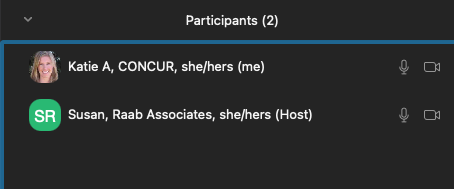 Participants (2)
Katie A, CONCUR, she/hers (me)
SR Susan, Raab Associates, she/hers (Host)